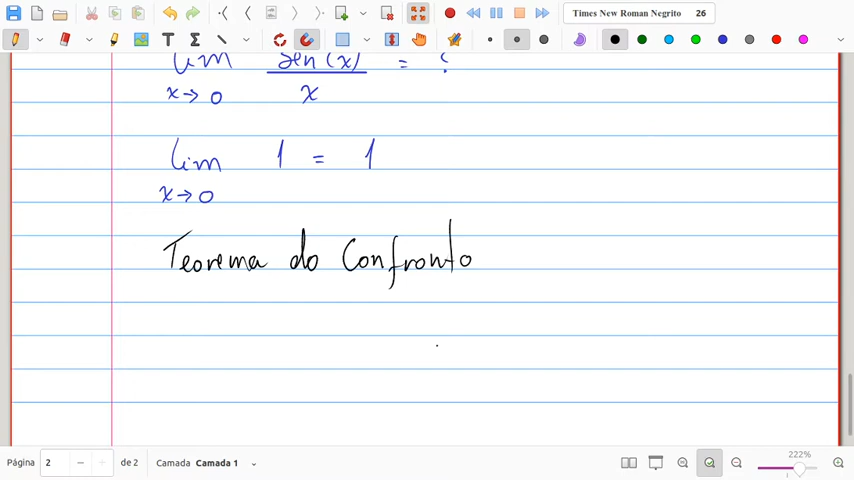 Times New Roman Negrito 26
lim sen(x) = ?
x→0 x
lim 1 = 1
x→0
Teorema do Confronto
Página 2 de 2 Camada Camada 1 222%